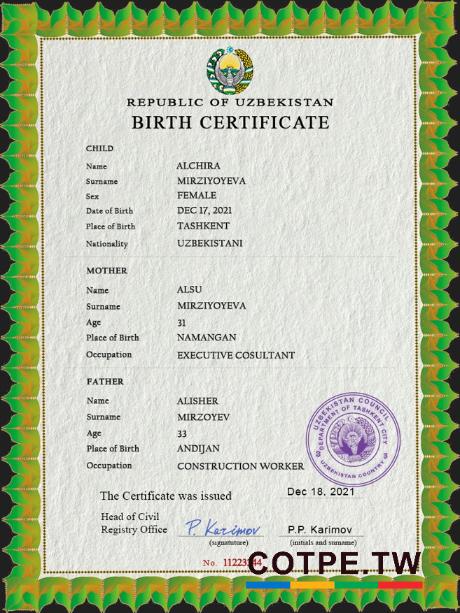 REPUBLIC OF UZBEKISTAN
BIRTH CERTIFICATE
CHILD
Name ALCHIRA
Surname MIRZIYOYEVA
Sex FEMALE
Date of Birth DEC 17, 2021
Place of Birth TASHKENT
Nationality UZBEKISTANI
MOTHER
Name ALSU
Surname MIRZIYOYEVA
Age 31
Place of Birth NAMANGAN
Occupation EXECUTIVE COSULTANT
FATHER
Name ALISHER
Surname MIRZOYEV
Age 33
Place of Birth ANDIJAN
Occupation CONSTRUCTION WORKER
UZBEKISTAN COUNCIL
DEPARTMENT OF TASHKENT CITY
UZBEKISTAN COUNTRY
The Certificate was issued Dec 18, 2021
Head of Civil
Registry Office P. Karimov P.P. Karimov
(signatuture) (initials and surname)
No.
COTPE.TW